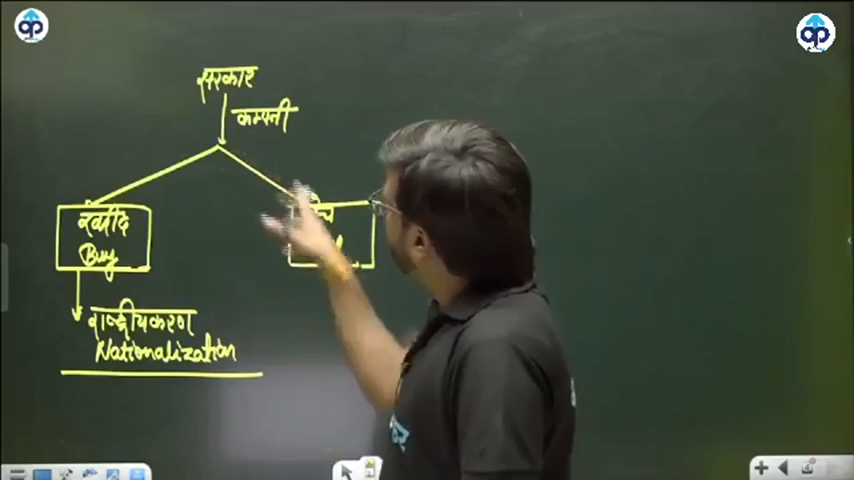 सरकार
कम्पनी
खरीद
Buy
राष्ट्रीयकरण
Nationalization